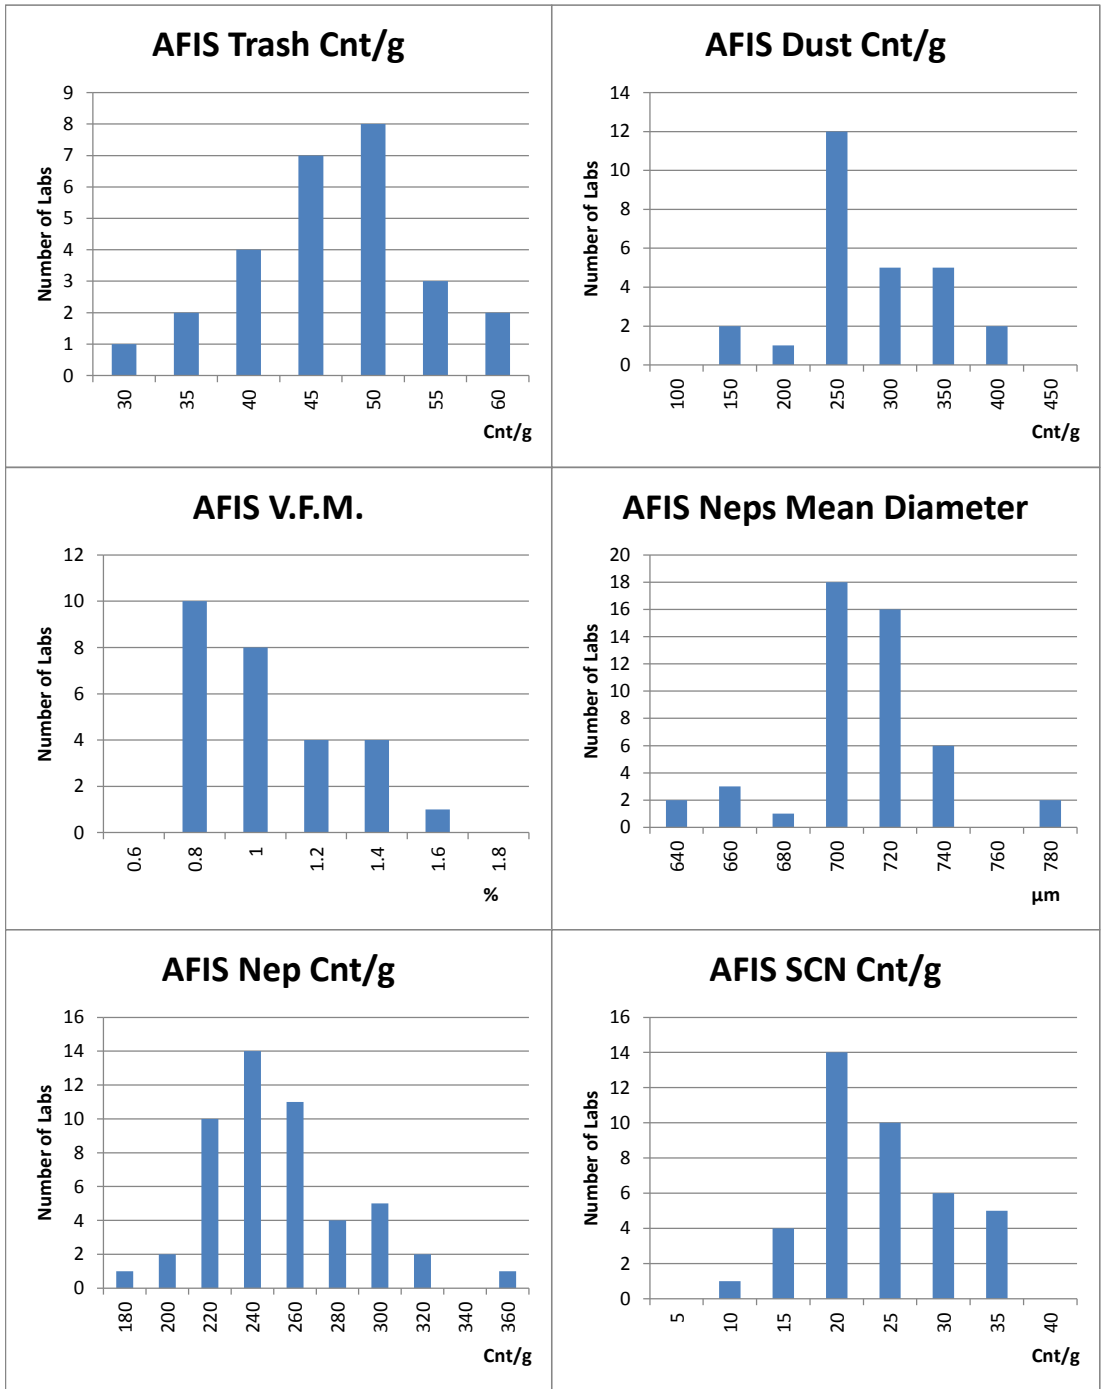 AFIS Trash Cnt/g
Number of Labs
9
8
7
6
5
4
3
2
1
0
30 35 40 45 50 55 60
Cnt/g
AFIS Dust Cnt/g
Number of Labs
14
12
10
8
6
4
2
0
100 150 200 250 300 350 400 450
Cnt/g
AFIS V.F.M.
Number of Labs
12
10
8
6
4
2
0
0.6 0.8 1 1.2 1.4 1.6 1.8
%
AFIS Neps Mean Diameter
Number of Labs
20
18
16
14
12
10
8
6
4
2
0
640 660 680 700 720 740 760 780
µm
AFIS Nep Cnt/g
Number of Labs
16
14
12
10
8
6
4
2
0
180 200 220 240 260 280 300 320 340 360
Cnt/g
AFIS SCN Cnt/g
Number of Labs
16
14
12
10
8
6
4
2
0
5 10 15 20 25 30 35 40
Cnt/g